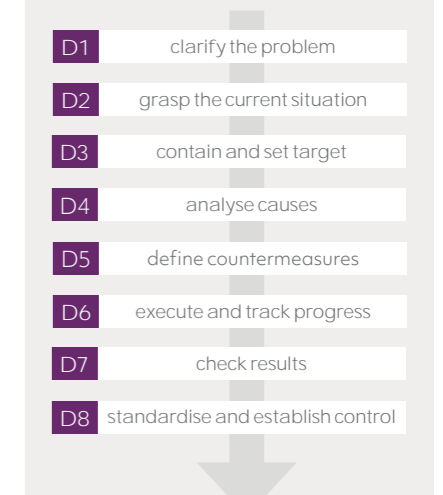 D1 clarify the problem
D2 grasp the current situation
D3 contain and set target
D4 analyse causes
D5 define countermeasures
D6 execute and track progress
D7 check results
D8 standardise and establish control